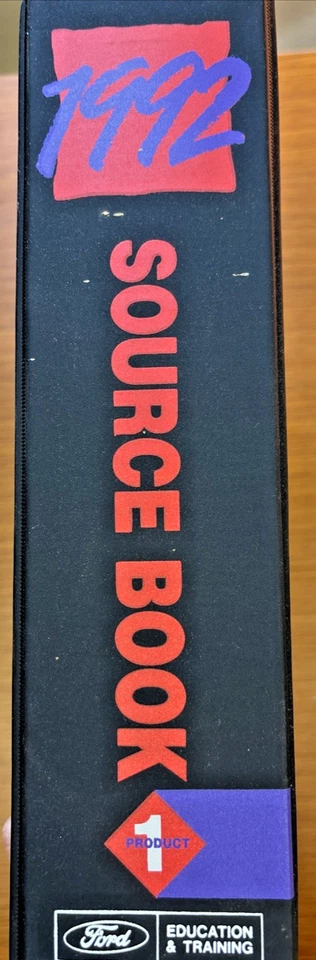 1992
SOURCE BOOK
1
PRODUCT
Ford
EDUCATION
& TRAINING